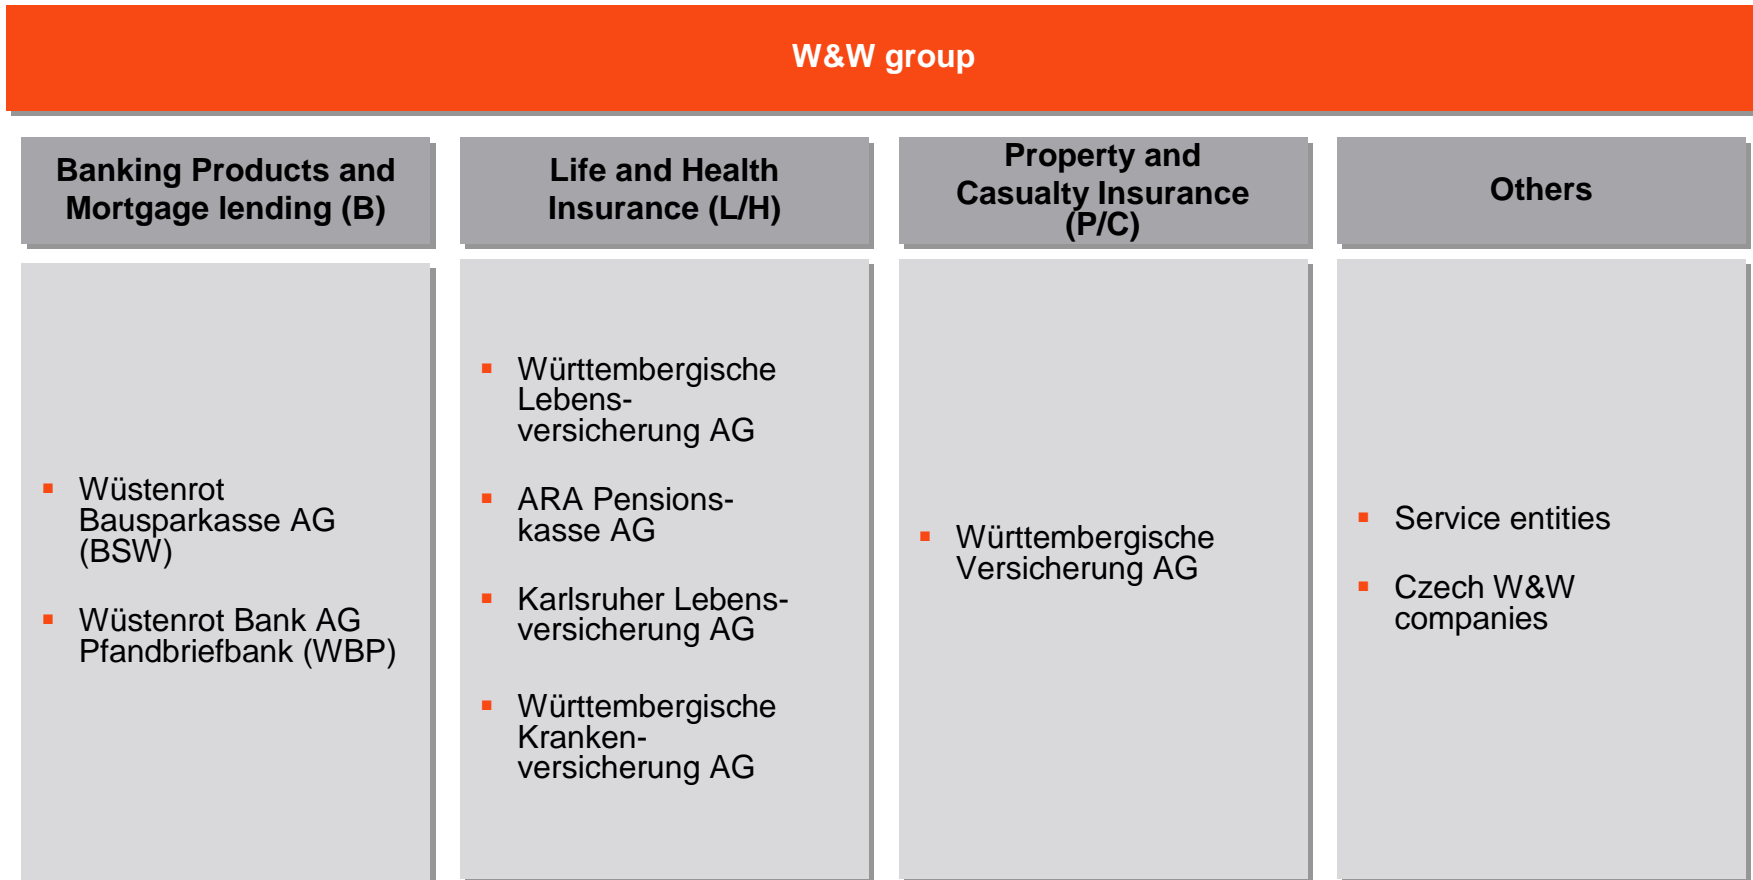 W&W group
Banking Products and
Mortgage lending (B)
Life and Health
Insurance (L/H)
Property and
Casualty Insurance
(P/C)
Others
▪ Wüstenrot
Bausparkasse AG
(BSW)
▪ Wüstenrot Bank AG
Pfandbriefbank (WBP)
▪ Württembergische
Lebens-
versicherung AG
▪ ARA Pensions-
kasse AG
▪ Karlsruher Lebens-
versicherung AG
▪ Württembergische
Kranken-
versicherung AG
▪ Württembergische
Versicherung AG
▪ Service entities
▪ Czech W&W
companies